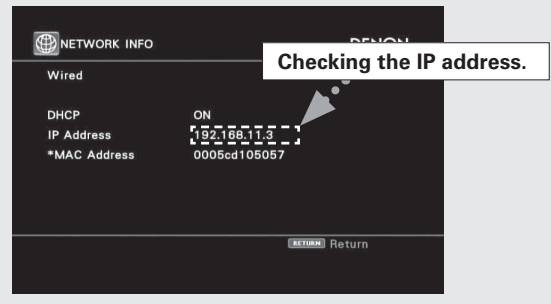 NETWORK INFO
DENON
Checking the IP address.
Wired
DHCP ON
IP Address 192.168.11.3
*MAC Address 0005cd105057
RETURN Return